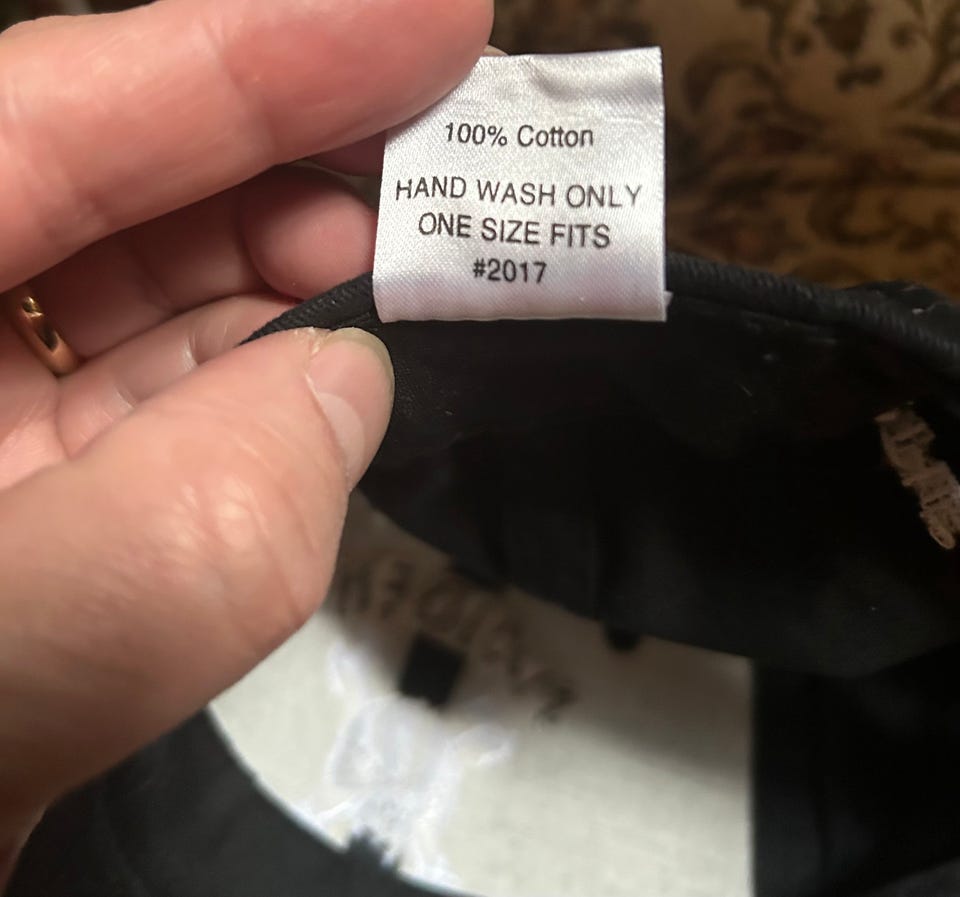 100% Cotton
HAND WASH ONLY
ONE SIZE FITS
#2017